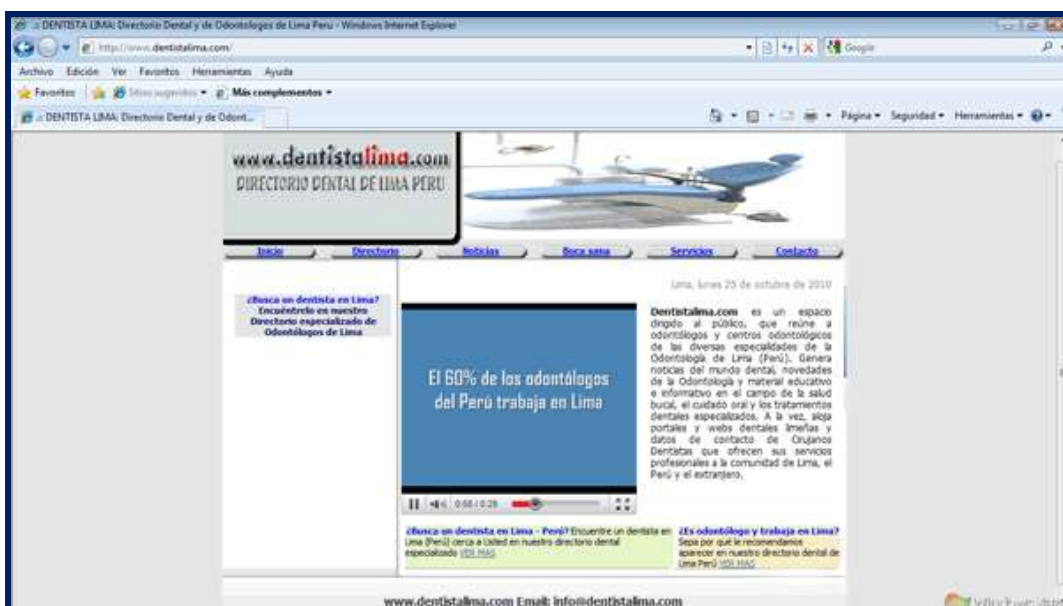 .: DENTISTA LIMA: Directorio Dental y de Odontologos de Lima Peru - Windows Internet Explorer
http://www.dentistalima.com/
Google
Archivo Edición Ver Favoritos Herramientas Ayuda
Favoritos Sitios sugeridos Más complementos
.: DENTISTA LIMA: Directorio Dental y de Odont...
Página Seguridad Herramientas
www.dentistalima.com
DIRECTORIO DENTAL DE LIMA PERU
Inicio Directorio Noticias Boca sana Servicios Contacto
Lima, lunes 25 de octubre de 2010
¿Busca un dentista en Lima?
Encuéntrelo en nuestro
Directorio especializado de
Odontólogos de Lima
El 60% de los odontólogos
del Perú trabaja en Lima
Dentistalima.com es un espacio
dirigido al público, que reúne a
odontólogos y centros odontológicos
de las diversas especialidades de la
Odontología de Lima (Perú). Genera
noticias del mundo dental, novedades
de la Odontología y material educativo
e informativo en el campo de la salud
bucal, el cuidado oral y los tratamientos
dentales especializados. A la vez, aloja
portales y webs dentales limeñas y
datos de contacto de Cirujanos
Dentistas que ofrecen sus servicios
profesionales a la comunidad de Lima, el
Perú y el extranjero.
¿Busca un dentista en Lima - Perú? Encuentre un dentista en
Lima (Perú) cerca a Usted en nuestro directorio dental
especializado VER MAS
¿Es odontólogo y trabaja en Lima?
Sepa por qué le recomendamos
aparecer en nuestro directorio dental de
Lima Perú VER MAS
www.dentistalima.com Email: info@dentistalima.com